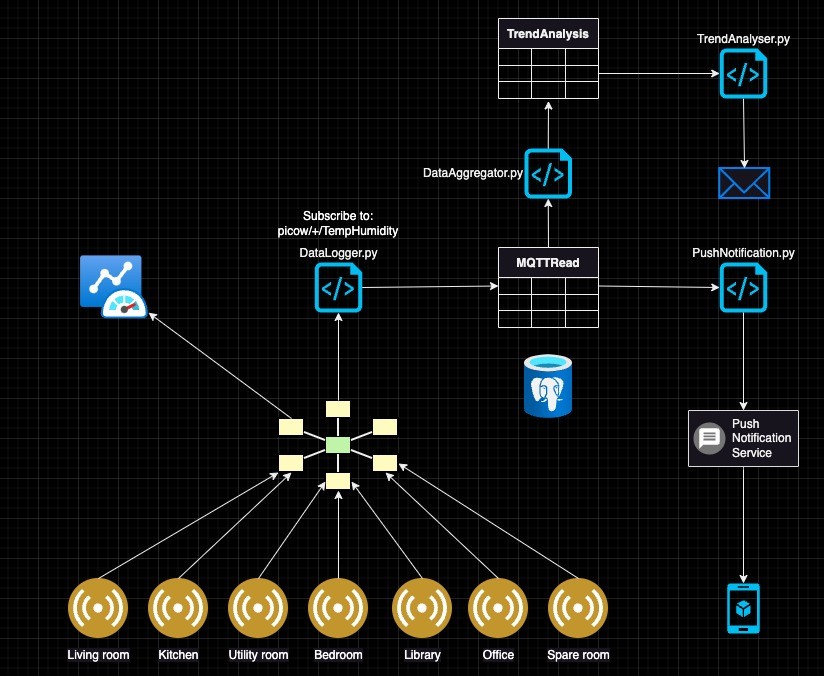 TrendAnalysis
TrendAnalyser.py
</>
DataAggregator.py
</>
Subscribe to:
picow/+/TempHumidity
DataLogger.py
</>
MQTTRead
PushNotification.py
</>
Push
Notification
Service
Living room
Kitchen
Utility room
Bedroom
Library
Office
Spare room